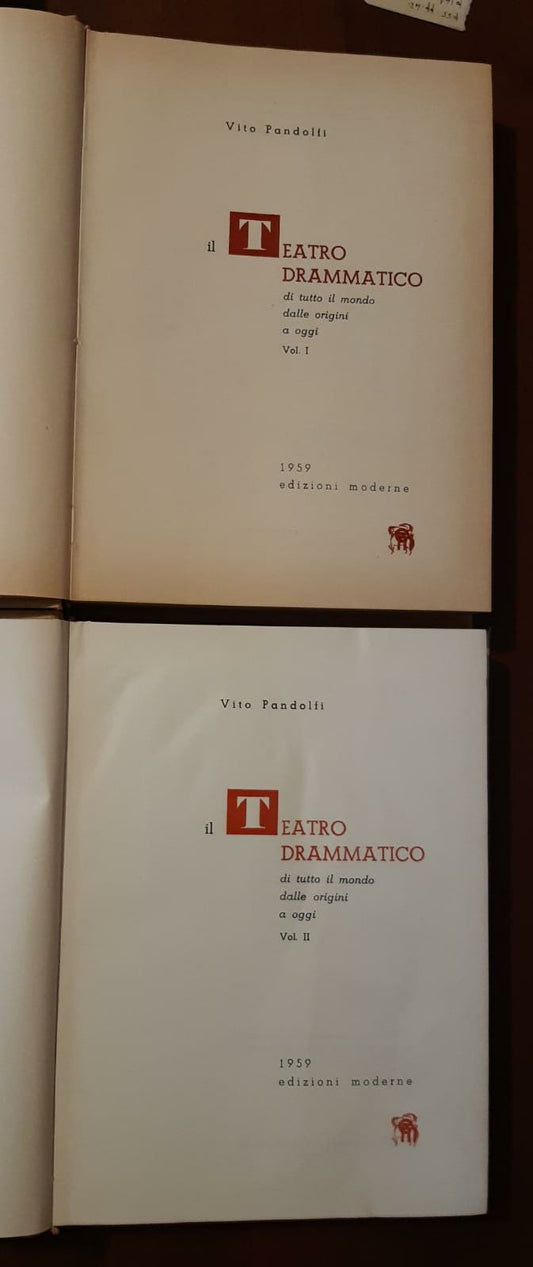 Vito Pandolfi
il TEATRO
DRAMMATICO
di tutto il mondo
dalle origini
a oggi
Vol. I
1959
edizioni moderne
Vito Pandolfi
il TEATRO
DRAMMATICO
di tutto il mondo
dalle origini
a oggi
Vol. II
1959
edizioni moderne